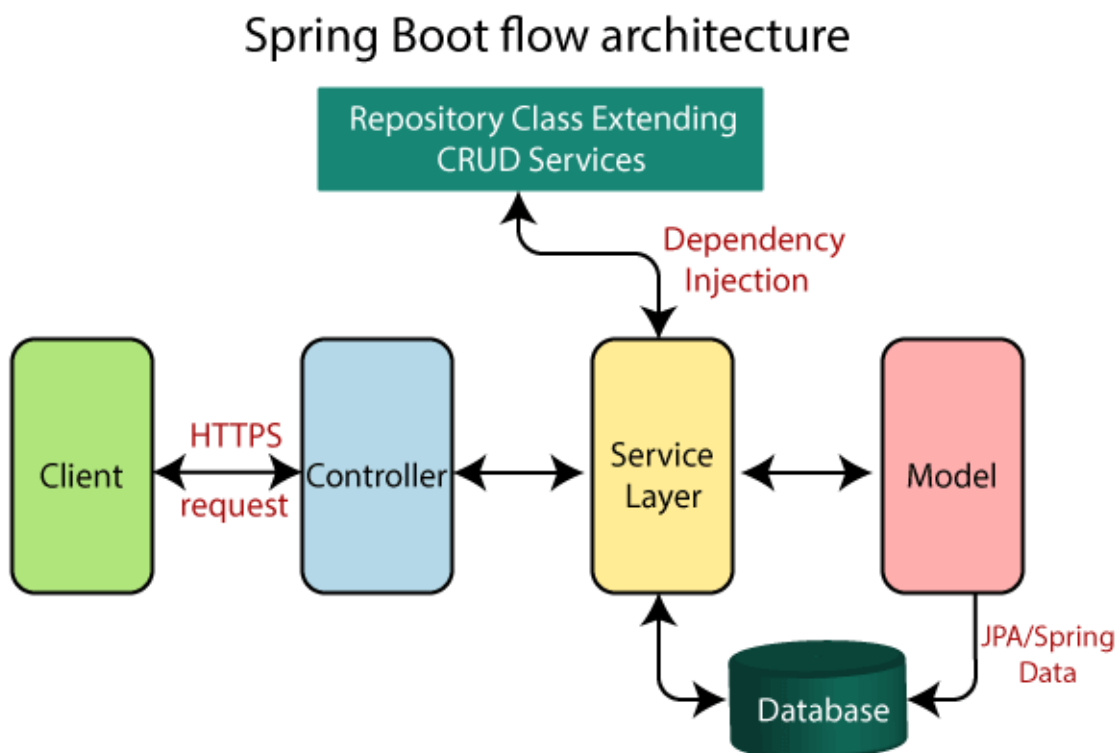 Spring Boot flow architecture
Repository Class Extending
CRUD Services
Dependency
Injection
HTTPS
request
Client
Controller
Service
Layer
Model
JPA/Spring
Data
Database